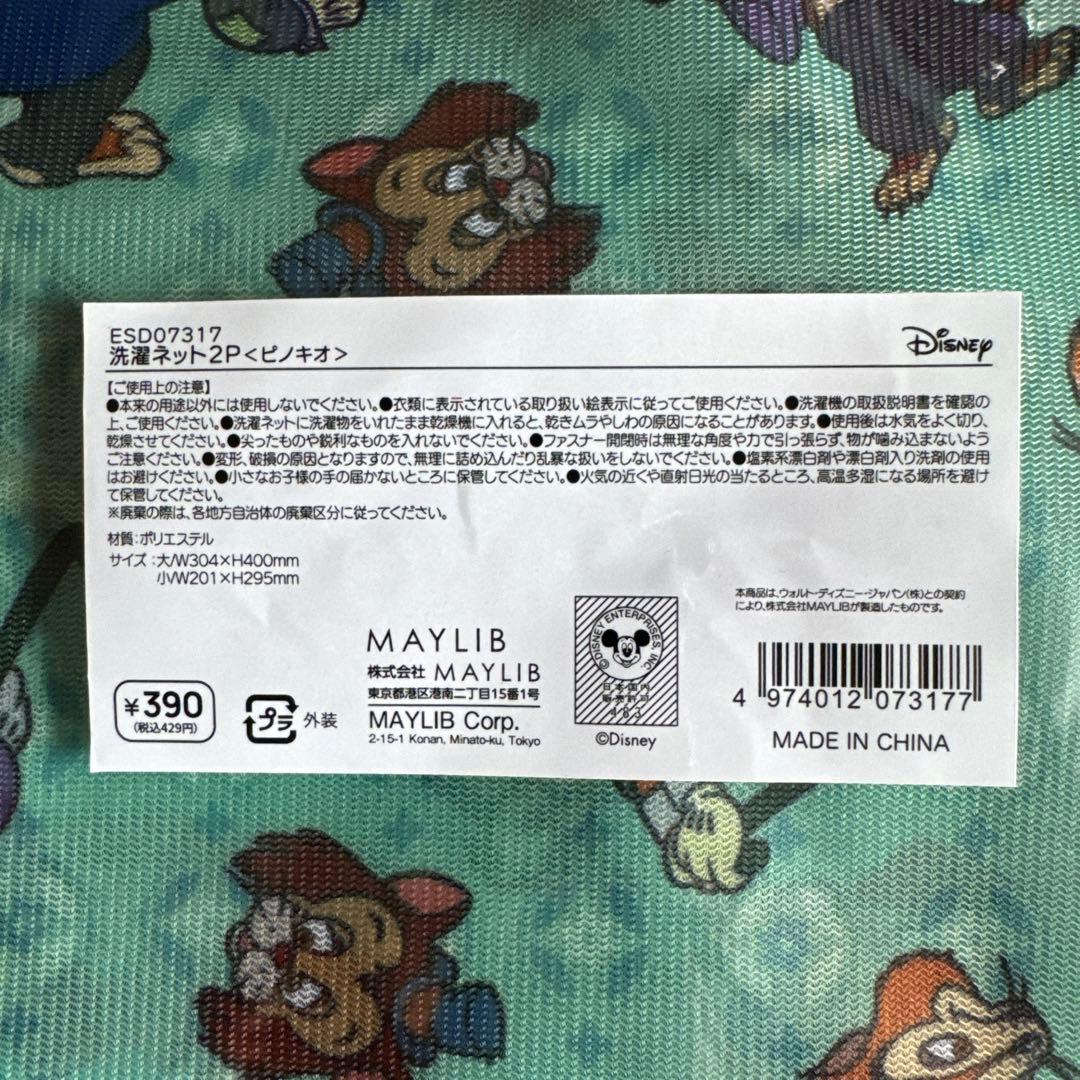 ESD07317
洗濯ネット2P<ピノキオ>
Disney
【ご使用上の注意】
●本来の用途以外には使用しないでください。●衣類に表示されている取り扱い絵表示に従ってご使用ください。●洗濯機の取扱説明書を確認の
上、ご使用ください。●洗濯ネットに洗濯物をいれたまま乾燥機に入れると、乾きムラやしわの原因になることがあります。●使用後は水気をよく切り、
乾燥させてください。●尖ったものや鋭利なものを入れないでください。●ファスナー開閉時は無理な角度や力で引っ張らず、物が噛み込まないよう
ご注意ください。●変形、破損の原因となりますので、無理に詰め込んだり乱暴な扱いをしないでください。●塩素系漂白剤や漂白剤入り洗剤の使用
はお避けください。●小さなお子様の手の届かないところに保管してください。●火気の近くや直射日光の当たるところ、高温多湿になる場所を避け
て保管してください。
※廃棄の際は、各地方自治体の廃棄区分に従ってください。
材質:ポリエステル
サイズ:大/W304×H400mm
小/W201×H295mm
本商品は、ウォルト・ディズニー・ジャパン(株)との契約
により、株式会社MAYLIBが製造したものです。
¥390
(税込429円)
プラ 外装
MAYLIB
株式会社 MAYLIB
東京都港区港南二丁目15番1号
MAYLIB Corp.
2-15-1 Konan, Minato-ku, Tokyo
©DISNEY ENTERPRISES, INC.
日本国内
販売許可
483
©Disney
4 974012 073177
MADE IN CHINA